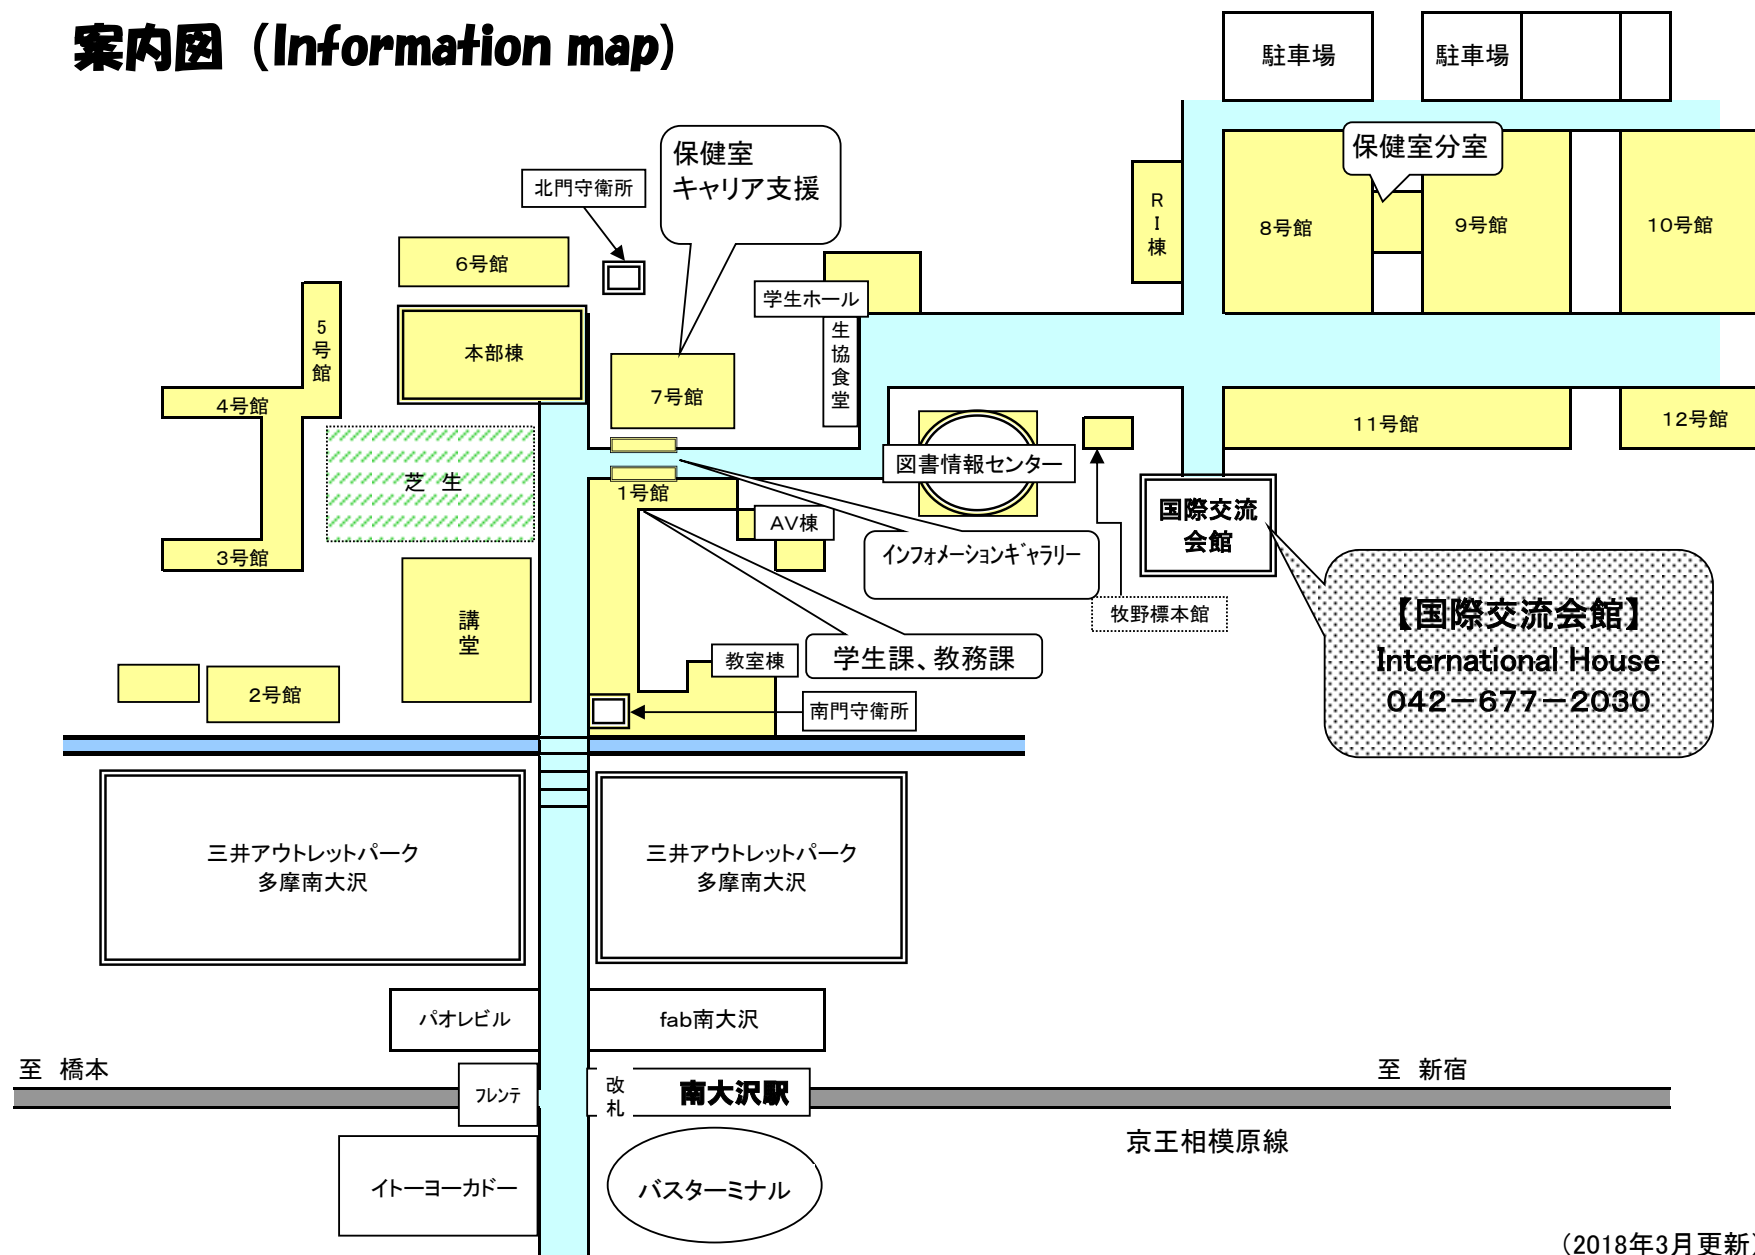 案内図（Information map）
駐車場
駐車場
保健室
キャリア支援
保健室分室
北門守衛所
RI棟
8号館
9号館
10号館
6号館
学生ホール
5号館
本部棟
生協食堂
7号館
4号館
11号館
12号館
図書情報センター
芝 生
1号館
国際交流
会館
AV棟
インフォメーションギャラリー
3号館
牧野標本館
【国際交流会館】
International House
042－677－2030
講堂
学生課、教務課
教室棟
2号館
南門守衛所
三井アウトレットパーク
多摩南大沢
三井アウトレットパーク
多摩南大沢
パオレビル
fab南大沢
至 橋本
至 新宿
フレンテ
改札
南大沢駅
京王相模原線
イトーヨーカドー
バスターミナル
（2018年3月更新）